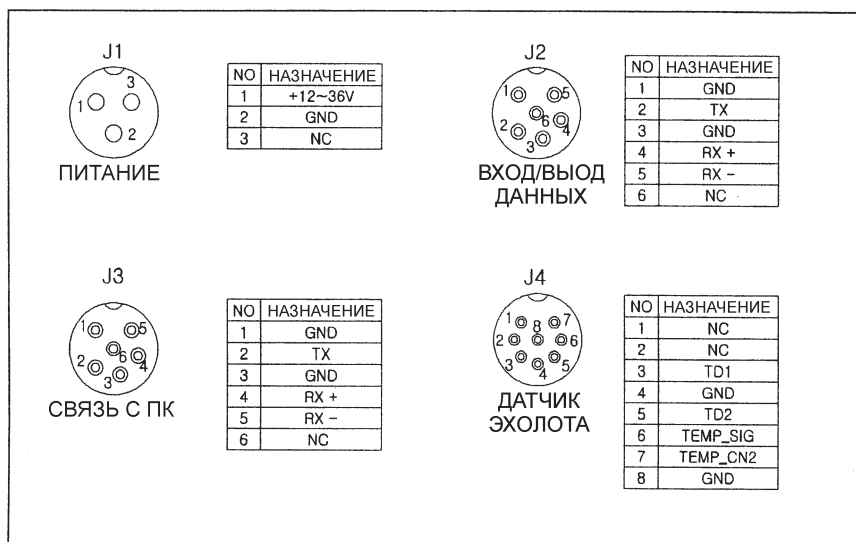 J1
1
3
2
ПИТАНИЕ
NO НАЗНАЧЕНИЕ
1 +12~36V
2 GND
3 NC
J2
1
5
6
4
2
3
ВХОД/ВЫОД
ДАННЫХ
NO НАЗНАЧЕНИЕ
1 GND
2 TX
3 GND
4 RX +
5 RX −
6 NC
J3
1
5
6
4
2
3
СВЯЗЬ С ПК
NO НАЗНАЧЕНИЕ
1 GND
2 TX
3 GND
4 RX +
5 RX −
6 NC
J4
1
7
8
2
6
3
5
4
ДАТЧИК
ЭХОЛОТА
NO НАЗНАЧЕНИЕ
1 NC
2 NC
3 TD1
4 GND
5 TD2
6 TEMP_SIG
7 TEMP_CN2
8 GND